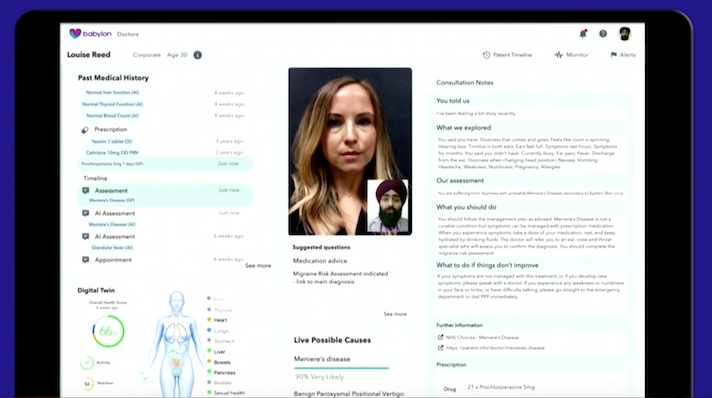 babylon Doctors
Louise Reed
Corporate
Age 30
Patient Timeline
Monitor
Alerts
Past Medical History
Normal liver function (AI)
4 weeks ago
Normal Thyroid Function (AI)
4 weeks ago
Normal Blood Count (AI)
4 weeks ago
Prescription
Yasmin 1 tablet OD
3 years ago
Cetirizine 10mg OD PRN
2 years ago
Prochlorperazine 5mg 7 days (GP)
Just now
Timeline
Assessment
Just now
Meniere's Disease (GP)
AI Assessment
Just now
Meniere's Disease (AI)
AI Assessment
6 weeks ago
Glandular fever (AI)
Appointment
6 weeks ago
See more
Digital Twin
Overall Health Score
4 weeks ago
66
Activity
Nutrition
Brain
Thyroid
Heart
Lungs
Stomach
Liver
Bowels
Pancreas
Bladder
Sexual health
Suggested questions
Medication advice
Migraine Risk Assessment indicated
- link to main diagnosis
See more
Live Possible Causes
Meniere's disease
90% Very Likely
Benign Paroxysmal Positional Vertigo
Consultation Notes
You told us
I've been feeling a bit dizzy recently
What we explored
You said you have: Dizziness that comes and goes, Feels like room is spinning,
Hearing loss, Tinnitus in both ears, Ears feel full, Symptoms last hours, Symptoms
for months. You said you didn't have: Currently dizzy, Ear pain, Fever, Discharge
from the ear, Dizziness when changing head position, Nausea, Vomiting,
Headache, Weakness, Numbness, Pregnancy, Allergies
Our assessment
You are suffering from dizziness with probable Meniere's Disease, secondary to Epstein Barr virus
What you should do
You should follow the management plan as advised. Meniere's Disease is not a
curable condition but symptoms can be managed with prescription medication.
When you experience symptoms, take a dose of your medication, rest, and keep
hydrated by drinking fluids. The doctor will refer you to an ear, nose and throat
specialist who will assess you to confirm the diagnosis. You should complete the
migraine risk assessment
What to do if things don't improve
If your symptoms are not managed with this treatment, or if you develop new
symptoms, please speak with a doctor. If you experience any weakness or numbness
in your face or limbs, or have difficulty talking, please go straight to the emergency
department or dial 999 immediately.
Further Information
NHS Choices - Meniere's Disease
https://patient.info/doctor/menieres-disease
Prescription
Drug
21 x Prochlorperazine 5mg